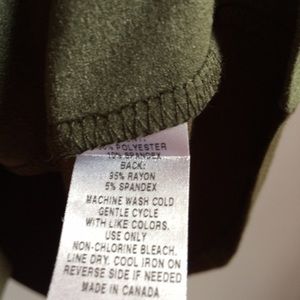 POLYESTER
10% SPANDEX
BACK:
95% RAYON
5% SPANDEX
MACHINE WASH COLD
GENTLE CYCLE
WITH LIKE COLORS.
USE ONLY
NON-CHLORINE BLEACH.
LINE DRY. COOL IRON ON
REVERSE SIDE IF NEEDED
MADE IN CANADA